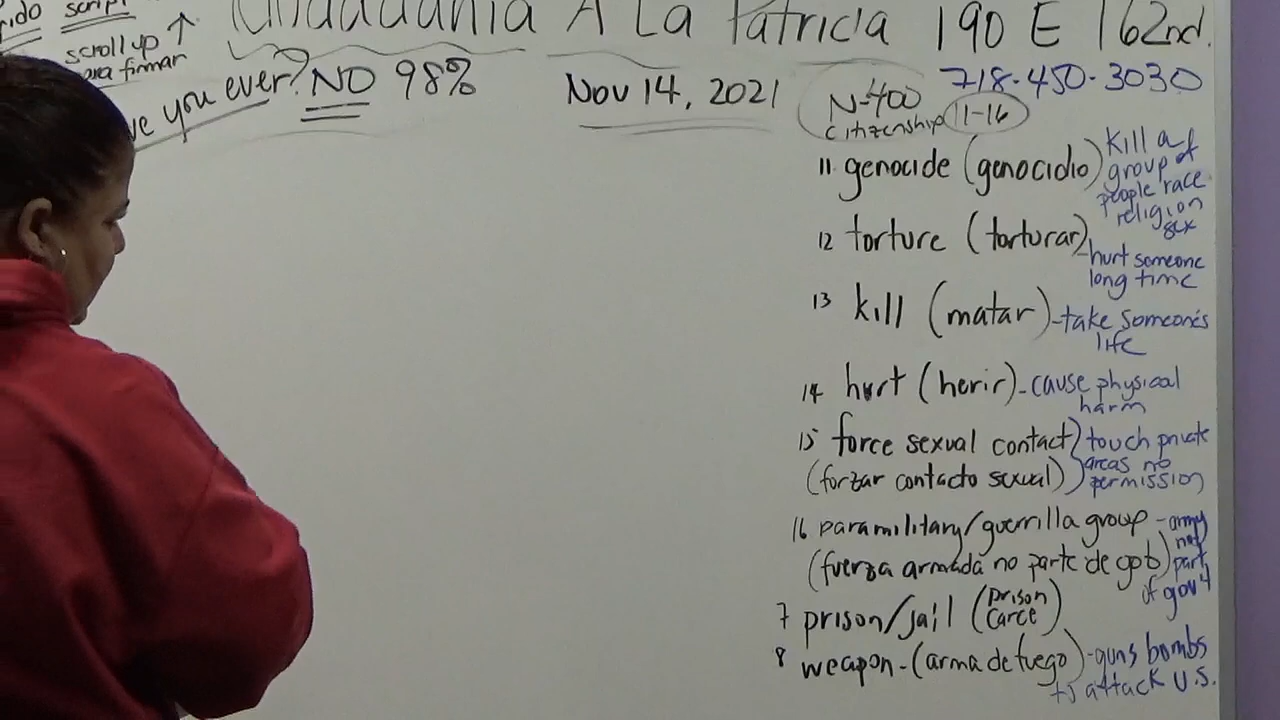 script
scroll up ↑
para firmar
Ciudadanía A La Patricia 190 E 162nd.
you ever? NO 98%
Nov 14, 2021
718-450-3030
N-400
citizenship 11-16
11. genocide (genocidio) kill a group of people race religion sex
12 torture (torturar) - hurt someone long time
13 kill (matar) - take someone's life
14 hurt (herir) - cause physical harm
15 force sexual contact touch private areas no permission
(forzar contacto sexual)
16 paramilitary/guerrilla group - army not part of gov't
(fuerza armada no parte de gob)
7 prison/jail (prison carce)
8 weapon - (arma de fuego) - guns bombs to attack U.S.